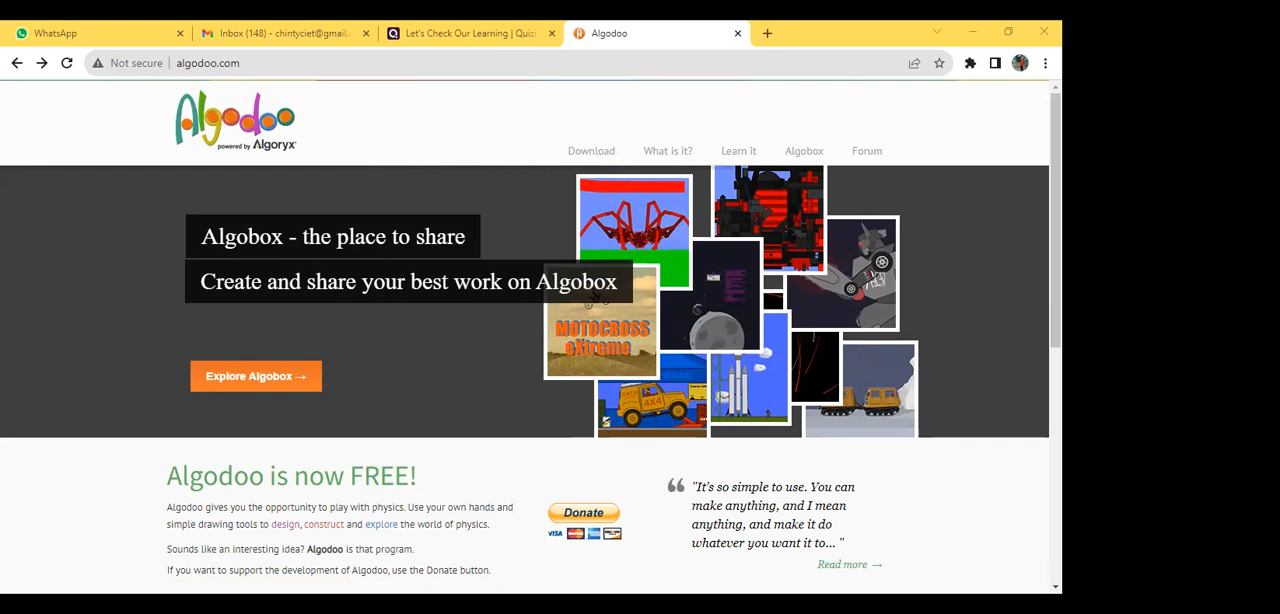 WhatsApp
Inbox (148) - chintyciet@gmail.
Let's Check Our Learning | Quizi
Algodoo
Not secure
algodoo.com
Algodoo
powered by Algoryx
Download
What is it?
Learn it
Algobox
Forum
Algobox - the place to share
Create and share your best work on Algobox
MOTOCROSS
eXtreme
4X4
Explore Algobox →
Algodoo is now FREE!
Algodoo gives you the opportunity to play with physics. Use your own hands and
simple drawing tools to design, construct and explore the world of physics.
Sounds like an interesting idea? Algodoo is that program.
If you want to support the development of Algodoo, use the Donate button.
Donate
VISA
"It's so simple to use. You can
make anything, and I mean
anything, and make it do
whatever you want it to... "
Read more →